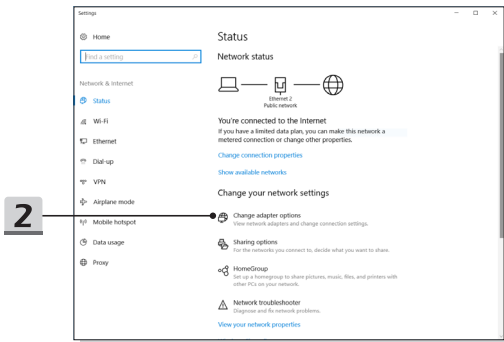 Settings
Home
Status
Find a setting
Network status
Network & Internet
Status
Ethernet 2
Public network
Wi-Fi
You're connected to the Internet
If you have a limited data plan, you can make this network a
metered connection or change other properties.
Ethernet
Change connection properties
Dial-up
Show available networks
VPN
Change your network settings
Airplane mode
2
Mobile hotspot
Change adapter options
View network adapters and change connection settings.
Data usage
Sharing options
For the networks you connect to, decide what you want to share.
Proxy
HomeGroup
Set up a homegroup to share pictures, music, files, and printers with
other PCs on your network.
Network troubleshooter
Diagnose and fix network problems.
View your network properties